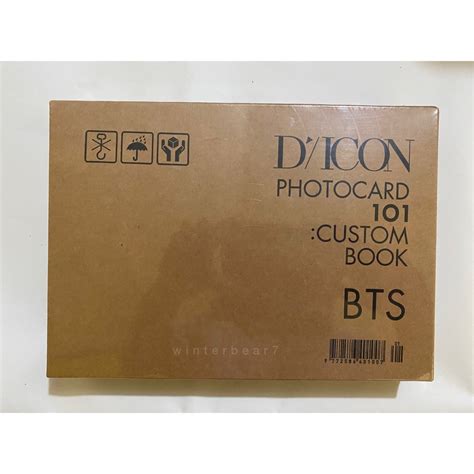 D'/ICON
PHOTOCARD
101
:CUSTOM
BOOK
BTS
winterbear7